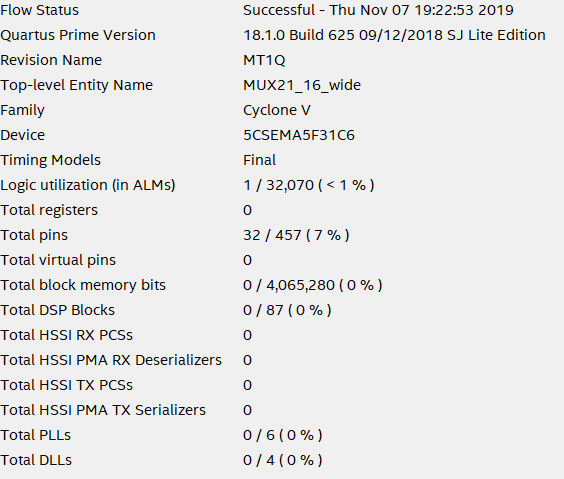 Flow Status Successful - Thu Nov 07 19:22:53 2019
Quartus Prime Version 18.1.0 Build 625 09/12/2018 SJ Lite Edition
Revision Name MT1Q
Top-level Entity Name MUX21_16_wide
Family Cyclone V
Device 5CSEMA5F31C6
Timing Models Final
Logic utilization (in ALMs) 1 / 32,070 ( < 1 % )
Total registers 0
Total pins 32 / 457 ( 7 % )
Total virtual pins 0
Total block memory bits 0 / 4,065,280 ( 0 % )
Total DSP Blocks 0 / 87 ( 0 % )
Total HSSI RX PCSs 0
Total HSSI PMA RX Deserializers 0
Total HSSI TX PCSs 0
Total HSSI PMA TX Serializers 0
Total PLLs 0 / 6 ( 0 % )
Total DLLs 0 / 4 ( 0 % )